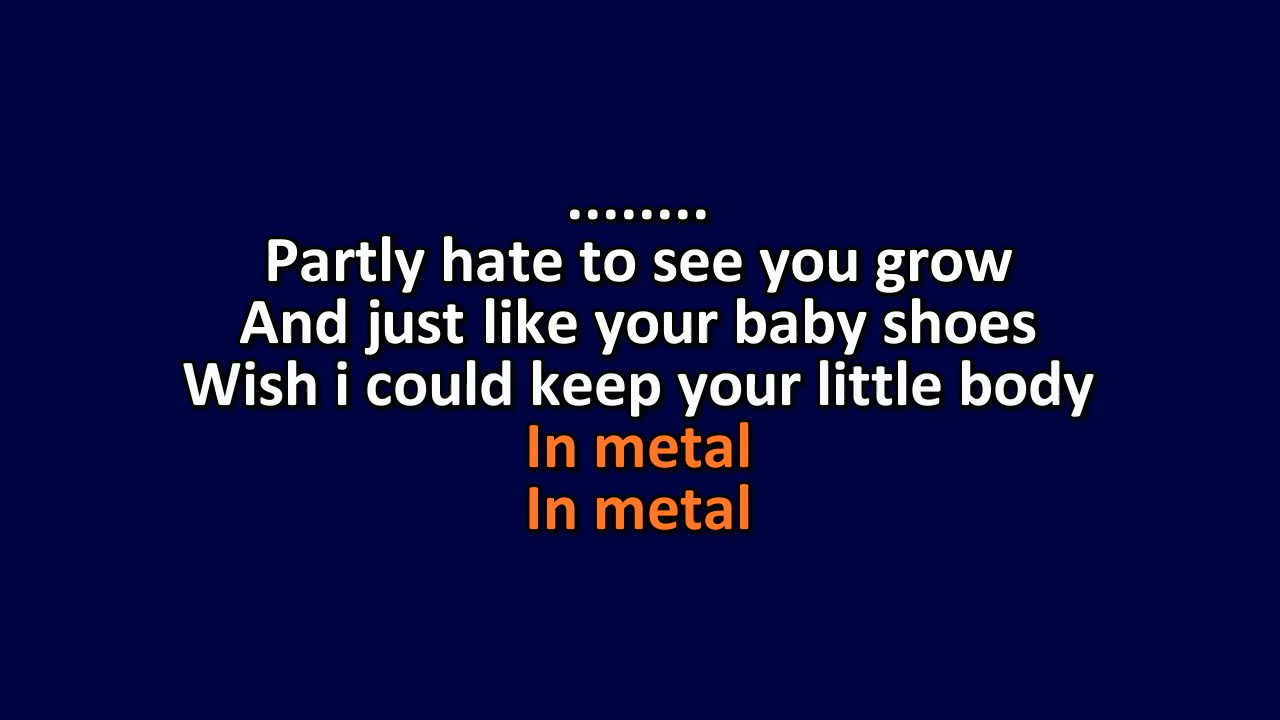 ........
Partly hate to see you grow
And just like your baby shoes
Wish i could keep your little body
In metal
In metal